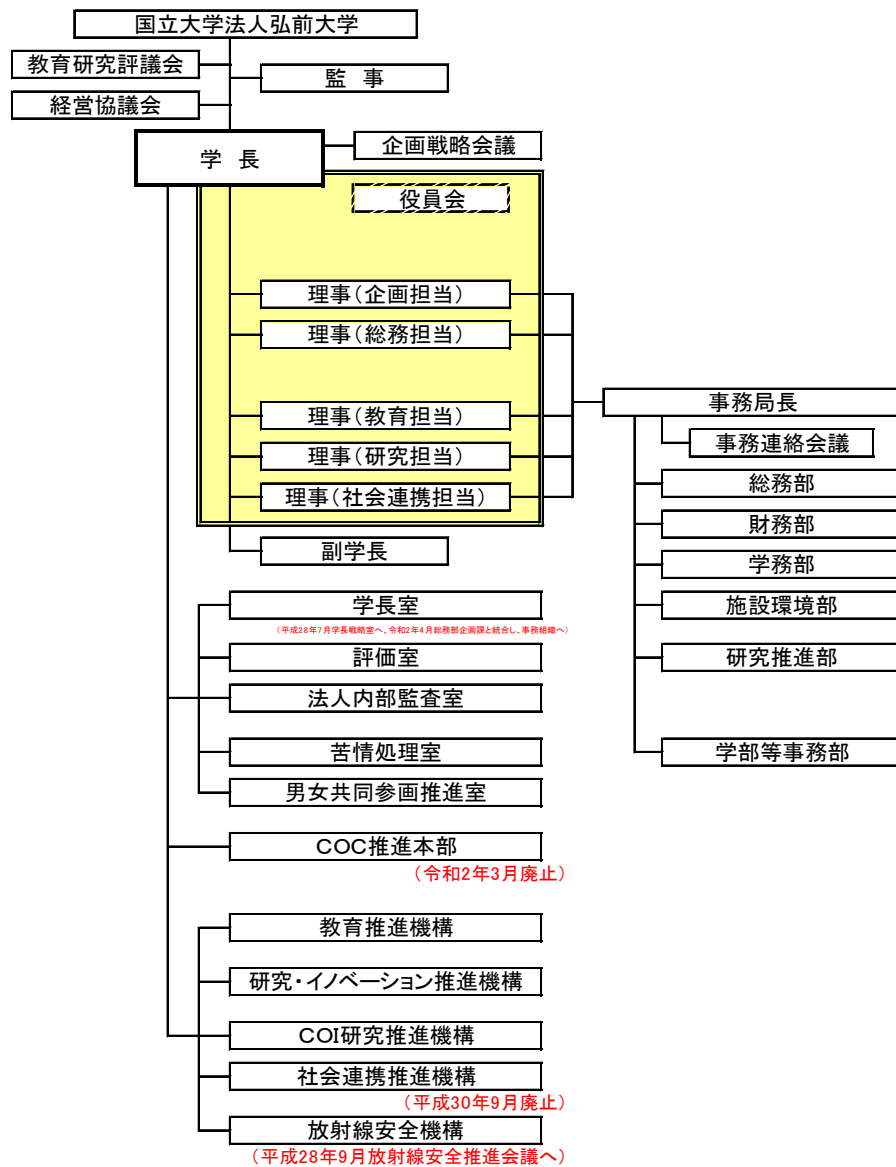 国立大学法人弘前大学
教育研究評議会
監　事
経営協議会
学　長
企画戦略会議
役員会
理事（企画担当）
理事（総務担当）
理事（教育担当）
理事（研究担当）
理事（社会連携担当）
副学長
事務局長
事務連絡会議
総務部
財務部
学務部
施設環境部
研究推進部
学部等事務部
学長室
（平成28年7月学長戦略室へ、令和2年4月総務部企画課と統合し、事務組織へ）
評価室
法人内部監査室
苦情処理室
男女共同参画推進室
ＣＯＣ推進本部
（令和2年3月廃止）
教育推進機構
研究・イノベーション推進機構
ＣＯＩ研究推進機構
社会連携推進機構
（平成30年9月廃止）
放射線安全機構
（平成28年9月放射線安全推進会議へ）